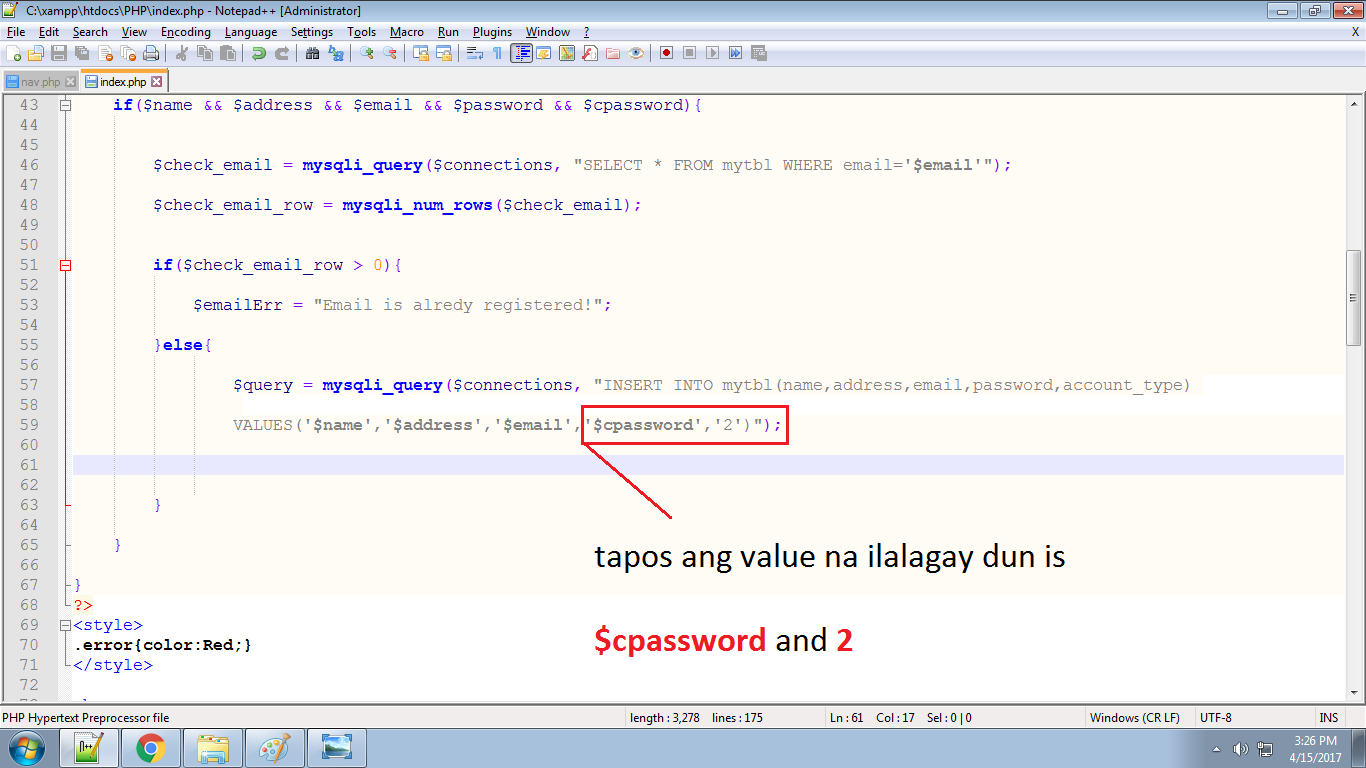 C:\xampp\htdocs\PHP\index.php - Notepad++ [Administrator]
File Edit Search View Encoding Language Settings Tools Macro Run Plugins Window ? X
nav.php index.php
43 if($name && $address && $email && $password && $cpassword){
44
45
46 $check_email = mysqli_query($connections, "SELECT * FROM mytbl WHERE email='$email'");
47
48 $check_email_row = mysqli_num_rows($check_email);
49
50
51 if($check_email_row > 0){
52
53 $emailErr = "Email is alredy registered!";
54
55 }else{
56
57 $query = mysqli_query($connections, "INSERT INTO mytbl(name,address,email,password,account_type)
58
59 VALUES('$name','$address','$email','$cpassword','2')");
60
61
62
63 }
64
65 }
66
67 }
68 ?>
69 <style>
70 .error{color:Red;}
71 </style>
72
tapos ang value na ilalagay dun is
$cpassword and 2
PHP Hypertext Preprocessor file length : 3,278 lines : 175 Ln : 61 Col : 17 Sel : 0 | 0 Windows (CR LF) UTF-8 INS
3:26 PM
4/15/2017